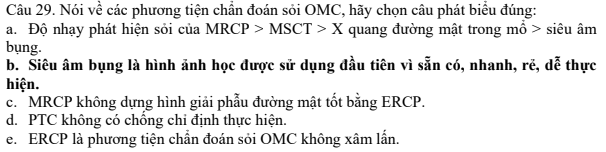 Câu 29. Nói về các phương tiện chẩn đoán sỏi OMC, hãy chọn câu phát biểu đúng:
a. Độ nhạy phát hiện sỏi của MRCP > MSCT > X quang đường mật trong mổ > siêu âm
bụng.
b. Siêu âm bụng là hình ảnh học được sử dụng đầu tiên vì sẵn có, nhanh, rẻ, dễ thực
hiện.
c. MRCP không dựng hình giải phẫu đường mật tốt bằng ERCP.
d. PTC không có chống chỉ định thực hiện.
e. ERCP là phương tiện chẩn đoán sỏi OMC không xâm lấn.